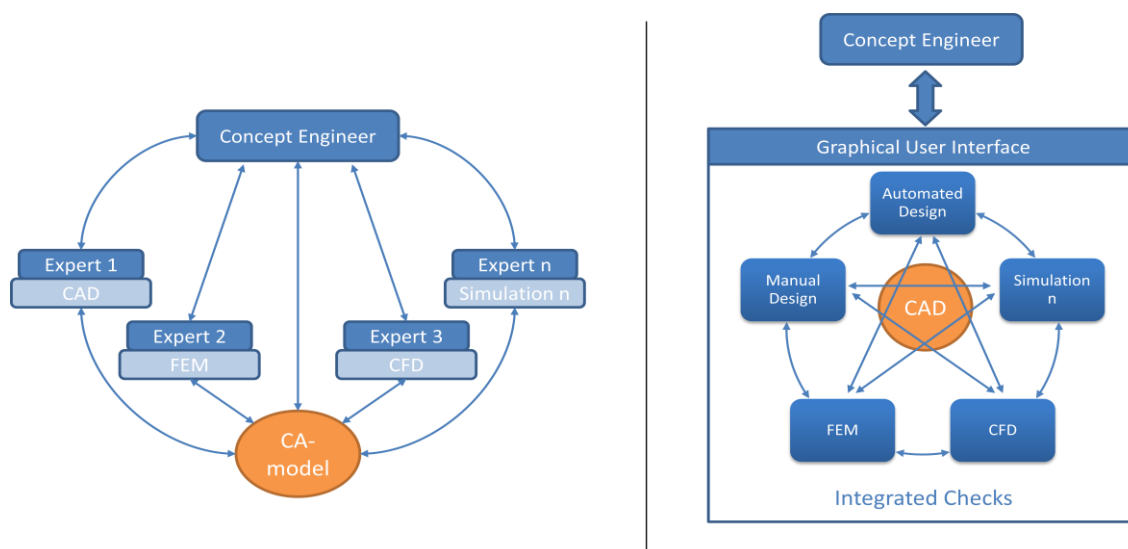 Concept Engineer
Expert 1
CAD
Expert 2
FEM
Expert 3
CFD
Expert n
Simulation n
CA-
model
Concept Engineer
Graphical User Interface
Automated
Design
Manual
Design
CAD
Simulation
n
FEM
CFD
Integrated Checks